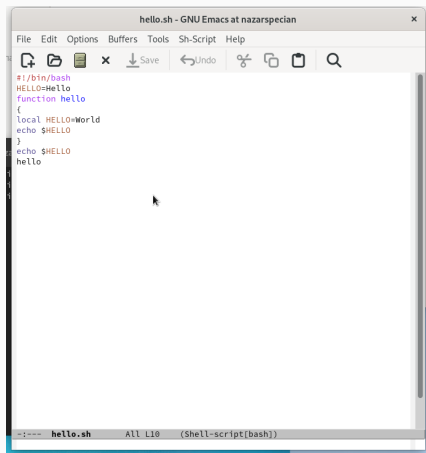 hello.sh - GNU Emacs at nazarspecian
File Edit Options Buffers Tools Sh-Script Help
Save Undo
#!/bin/bash
HELLO=Hello
function hello
{
local HELLO=World
echo $HELLO
}
echo $HELLO
hello
-:--- hello.sh All L10 (Shell-script[bash])